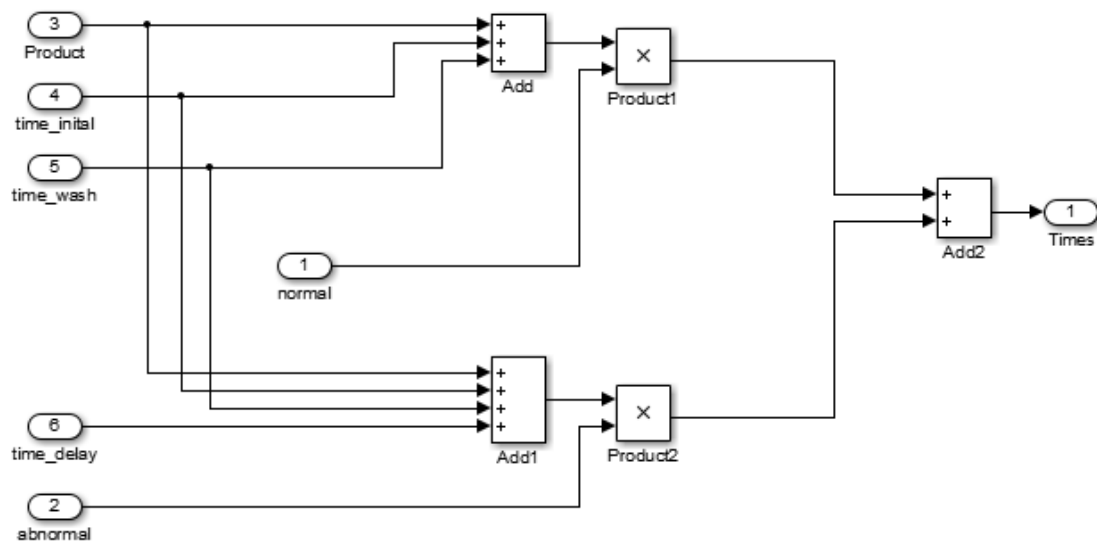 3
Product
4
time_inital
5
time_wash
+
+
+
Add
×
Product1
1
normal
+
+
Add2
1
Times
6
time_delay
+
+
+
+
Add1
×
Product2
2
abnormal